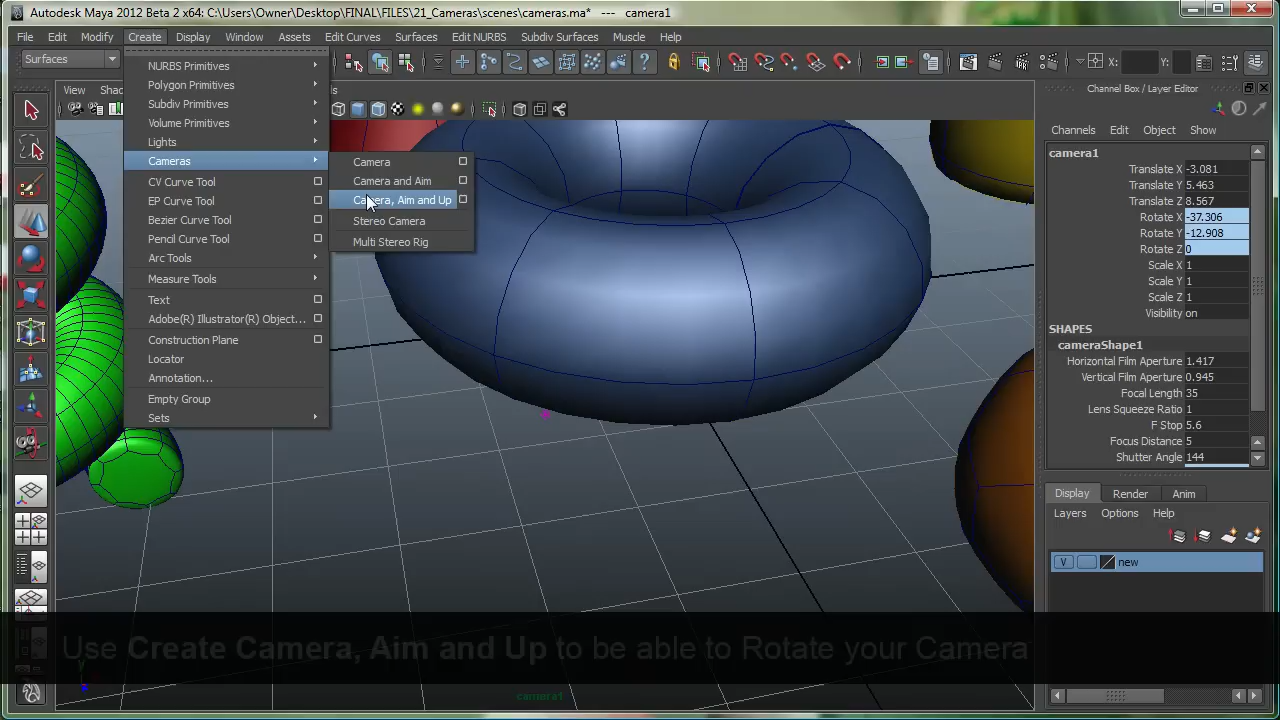 Autodesk Maya 2012 Beta 2 x64: C:\Users\Owner\Desktop\FINAL\FILES\21_Cameras\scenes\cameras.ma* --- camera1
File Edit Modify Create Display Window Assets Edit Curves Surfaces Edit NURBS Subdiv Surfaces Muscle Help
Surfaces
X: Y:
View
NURBS Primitives
Polygon Primitives
Subdiv Primitives
Volume Primitives
Lights
Cameras
CV Curve Tool
EP Curve Tool
Bezier Curve Tool
Pencil Curve Tool
Arc Tools
Measure Tools
Text
Adobe(R) Illustrator(R) Object...
Construction Plane
Locator
Annotation...
Empty Group
Sets
Camera
Camera and Aim
Camera, Aim and Up
Stereo Camera
Multi Stereo Rig
Channel Box / Layer Editor
Channels Edit Object Show
camera1
Translate X -3.081
Translate Y 5.463
Translate Z 8.567
Rotate X -37.306
Rotate Y -12.908
Rotate Z 0
Scale X 1
Scale Y 1
Scale Z 1
Visibility on
SHAPES
cameraShape1
Horizontal Film Aperture 1.417
Vertical Film Aperture 0.945
Focal Length 35
Lens Squeeze Ratio 1
F Stop 5.6
Focus Distance 5
Shutter Angle 144
Display Render Anim
Layers Options Help
V new
Use Create Camera, Aim and Up to be able to Rotate your Camera
camera1